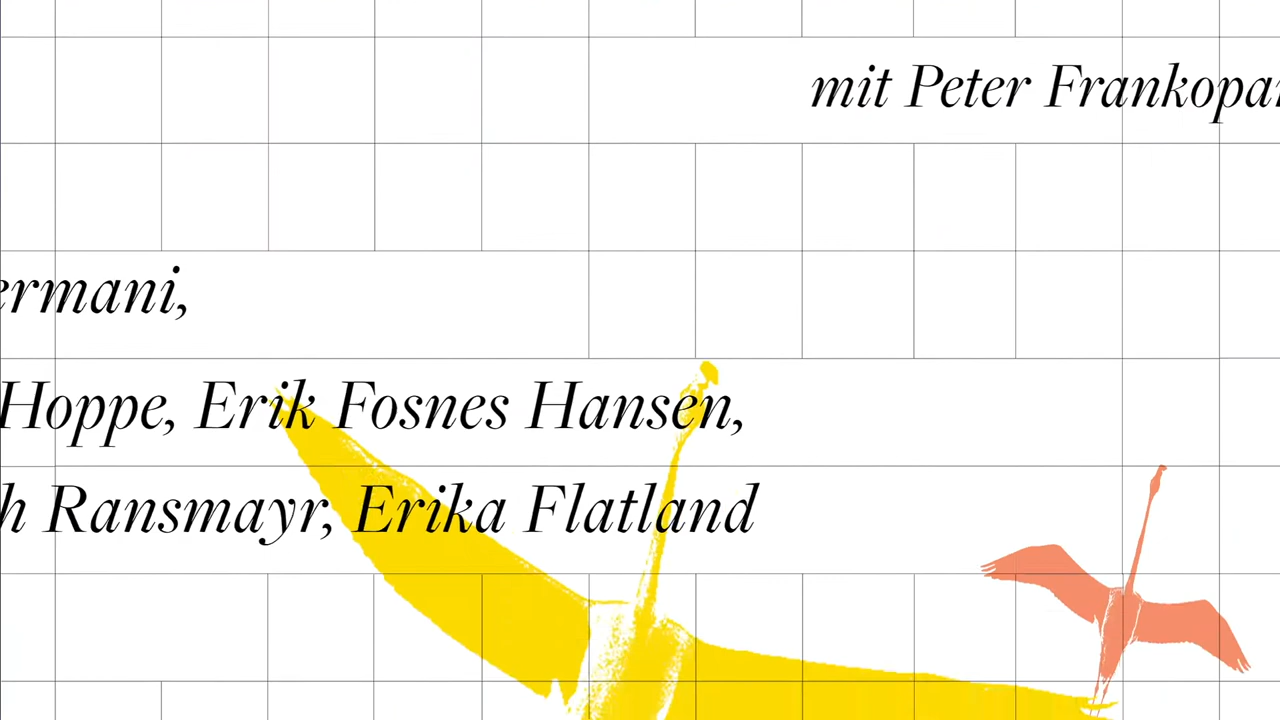 mit Peter Frankopan
ermani,
Hoppe, Erik Fosnes Hansen,
h Ransmayr, Erika Flatland